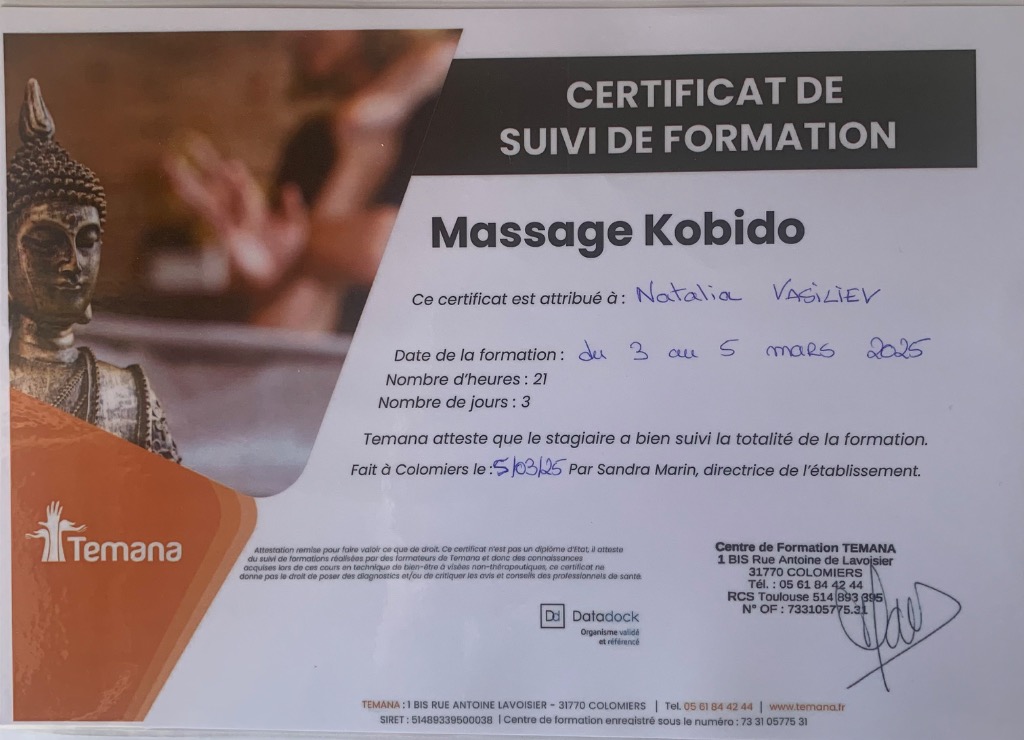 CERTIFICAT DE
SUIVI DE FORMATION
Massage Kobido
Ce certificat est attribué à : Natalia VASILIEV
Date de la formation : du 3 au 5 mars 2025
Nombre d'heures : 21
Nombre de jours : 3
Temana atteste que le stagiaire a bien suivi la totalité de la formation.
Fait à Colomiers le : 5/03/25 Par Sandra Marin, directrice de l'établissement.
Temana
Attestation remise pour faire valoir ce que de droit. Ce certificat n'est pas un diplôme d'Etat, il atteste
du suivi de formations réalisées par des formateurs de Temana et donc des connaissances
acquises lors de ces cours en technique de bien-être à visées non-thérapeutiques, ce certificat ne
donne pas le droit de poser des diagnostics et/ou de critiquer les avis et conseils des professionnels de santé
Centre de Formation TEMANA
1 BIS Rue Antoine de Lavoisier
31770 COLOMIERS
Tél. : 05 61 84 42 44
RCS Toulouse 514 893 395
N° OF : 733105775.31
Dd Datadock
Organisme validé
et référencé
TEMANA : 1 BIS RUE ANTOINE LAVOISIER - 31770 COLOMIERS | Tel. 05 61 84 42 44 | www.temana.fr
SIRET : 51489339500038 | Centre de formation enregistré sous le numéro : 73 31 05775 31